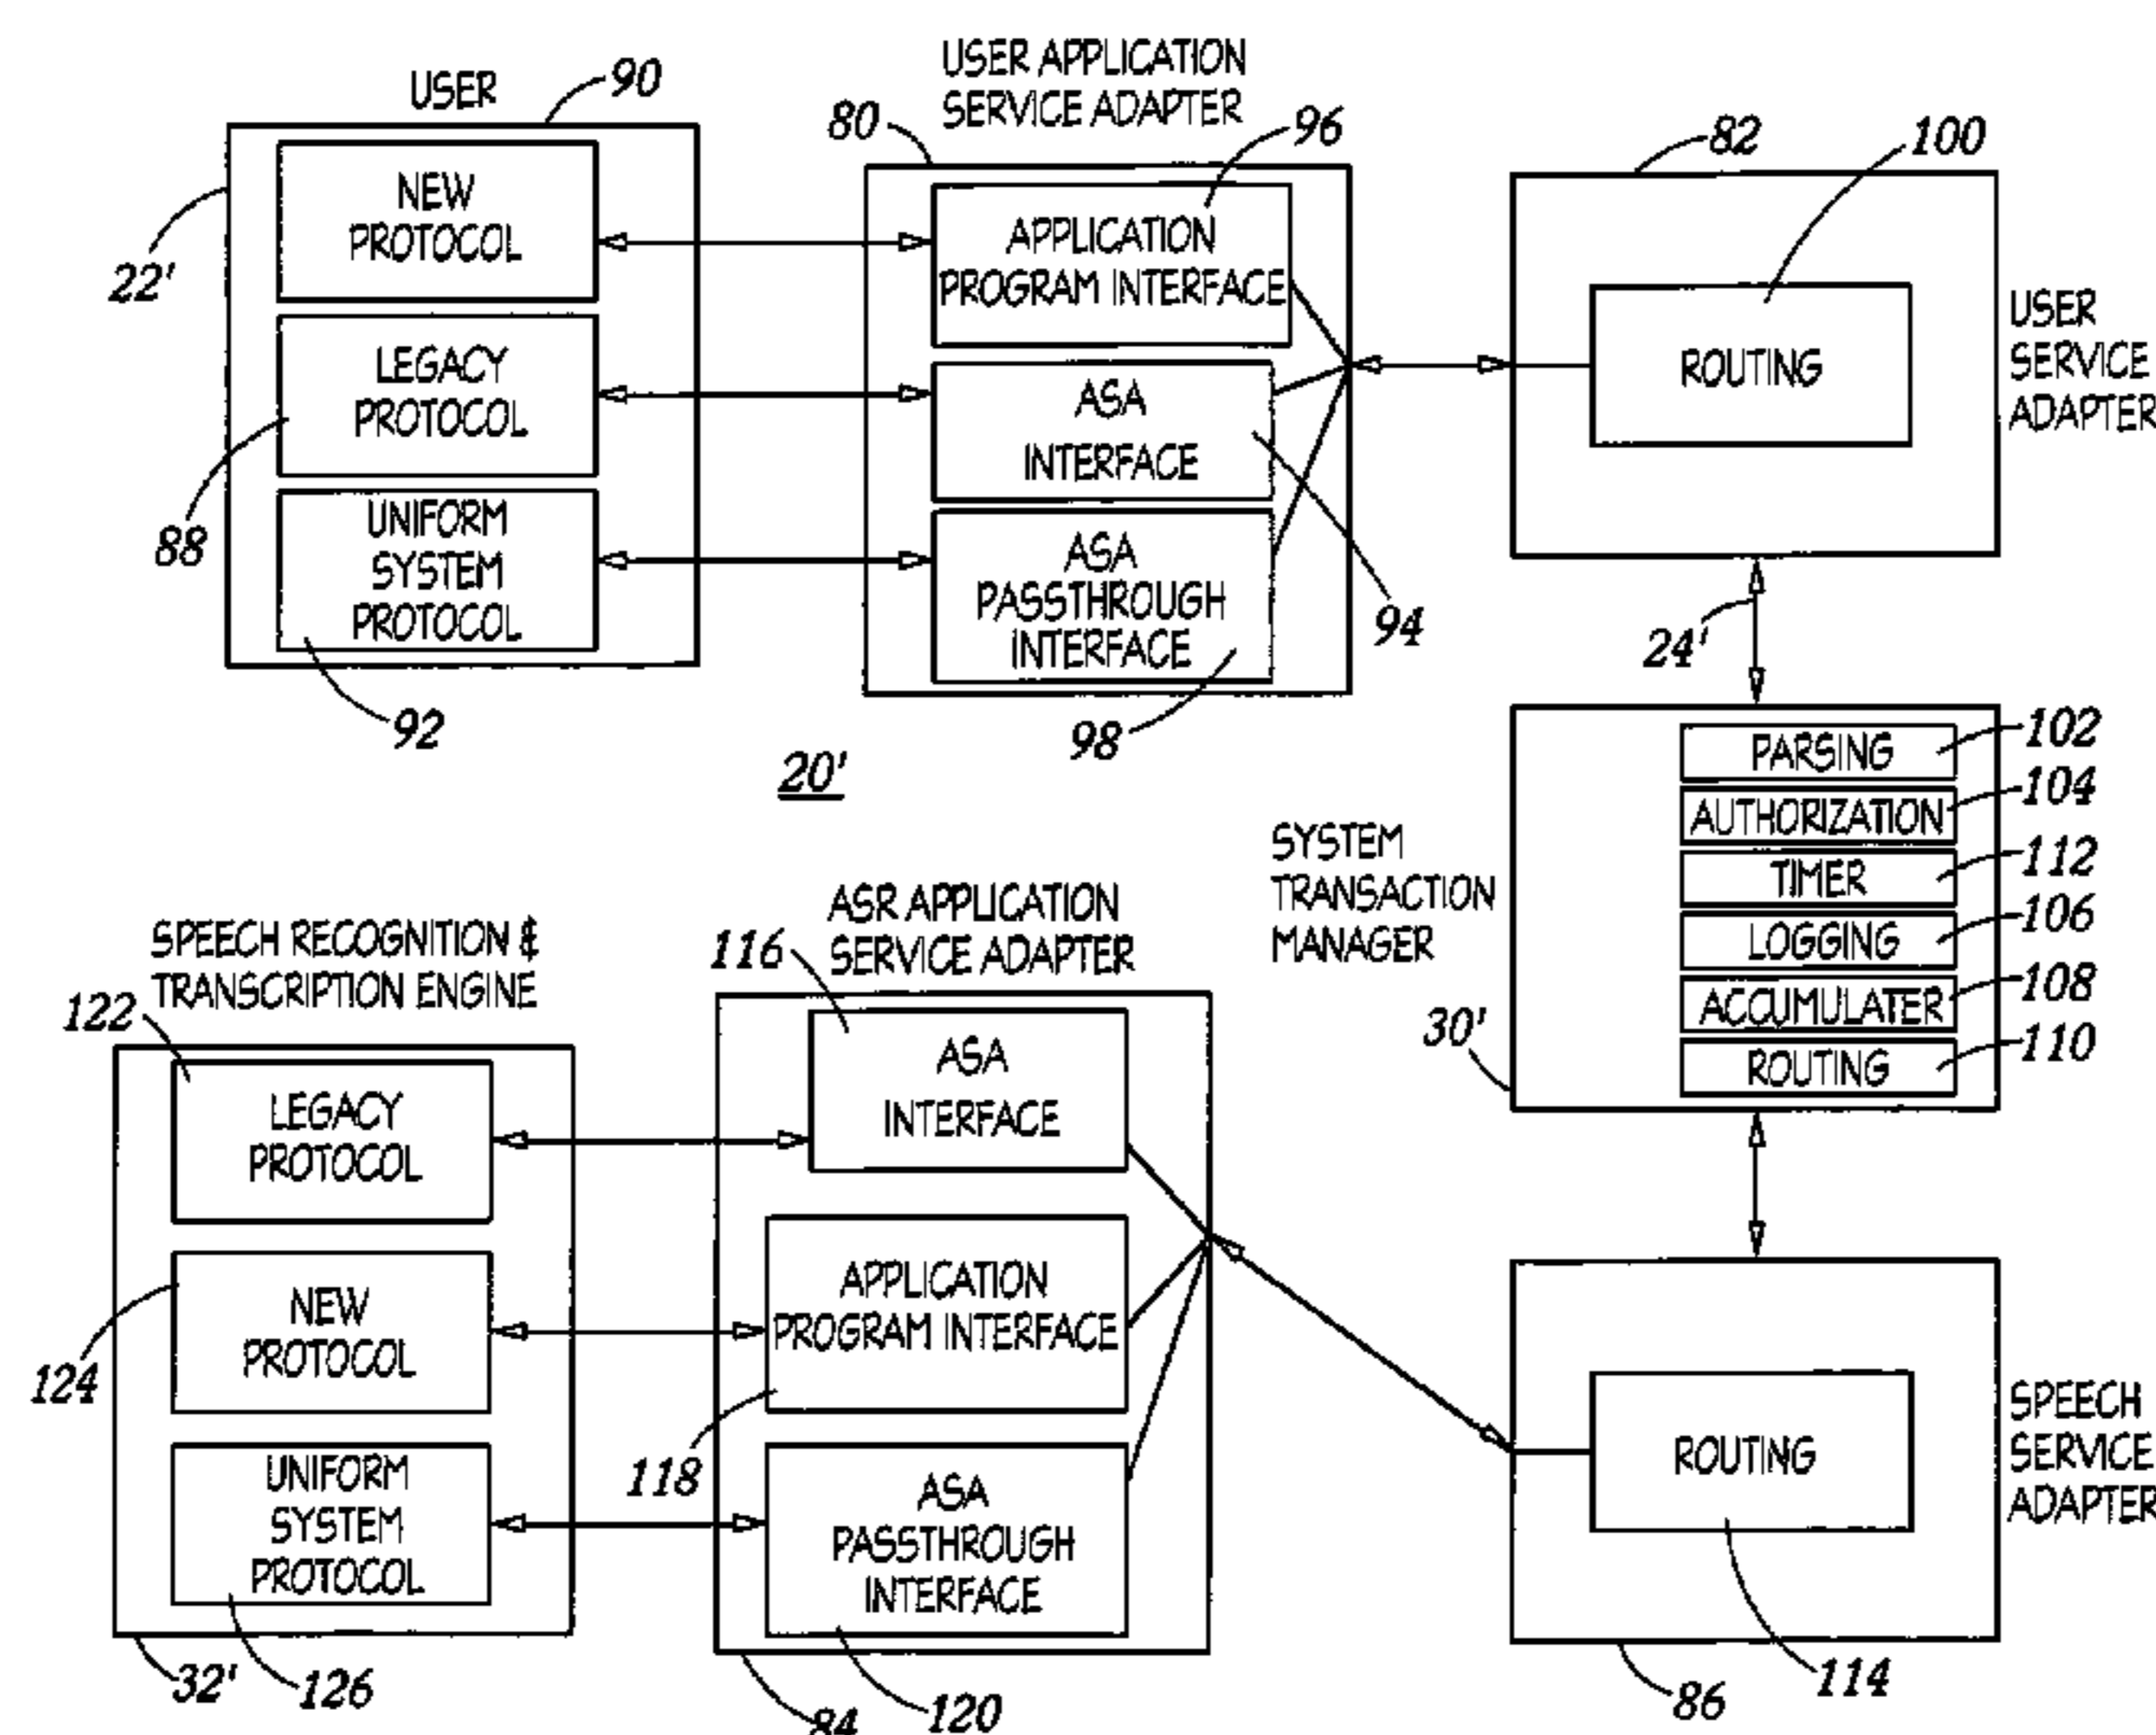 USER
90
NEW
PROTOCOL
22'
LEGACY
PROTOCOL
88
UNIFORM
SYSTEM
PROTOCOL
92
USER APPLICATION
SERVICE ADAPTER
80
96
APPLICATION
PROGRAM INTERFACE
ASA
INTERFACE
94
ASA
PASSTHROUGH
INTERFACE
98
82
100
ROUTING
USER
SERVICE
ADAPTER
24'
20'
SYSTEM
TRANSACTION
MANAGER
30'
PARSING
102
AUTHORIZATION
104
TIMER
112
LOGGING
106
ACCUMULATER
108
ROUTING
110
SPEECH RECOGNITION &
TRANSCRIPTION ENGINE
122
LEGACY
PROTOCOL
NEW
PROTOCOL
124
UNIFORM
SYSTEM
PROTOCOL
32'
126
ASR APPLICATION
SERVICE ADAPTER
116
ASA
INTERFACE
APPLICATION
PROGRAM INTERFACE
118
ASA
PASSTHROUGH
INTERFACE
84
120
ROUTING
SPEECH
SERVICE
ADAPTER
86
114